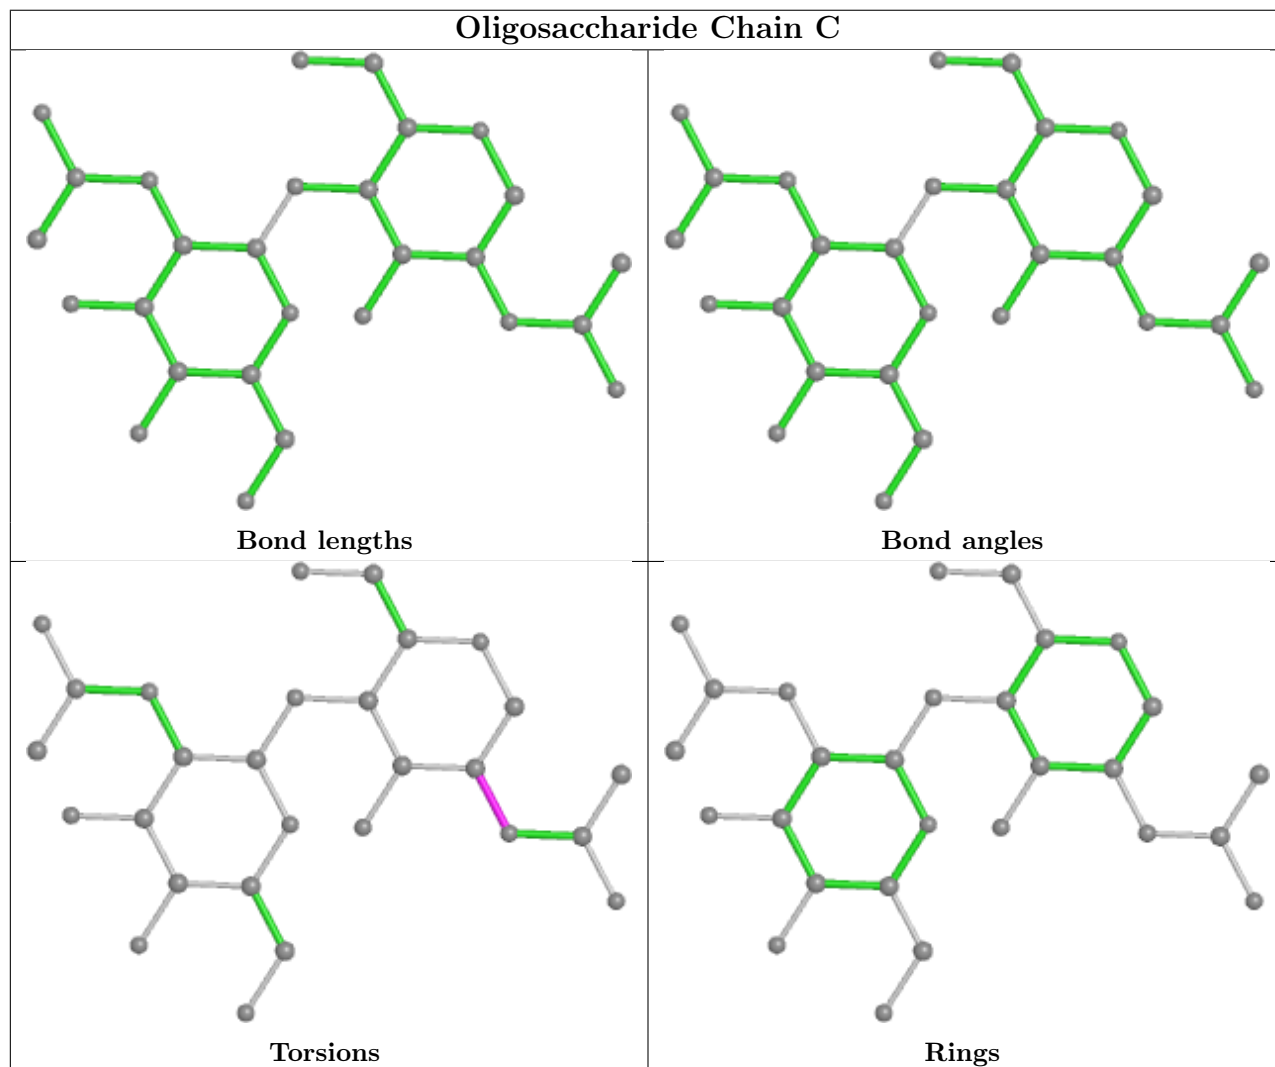 Oligosaccharide Chain C
Bond lengths
Bond angles
Torsions
Rings